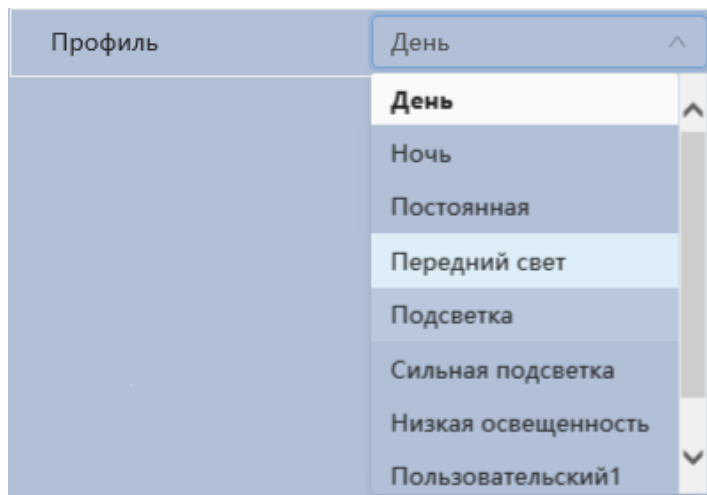 Профиль День
День
Ночь
Постоянная
Передний свет
Подсветка
Сильная подсветка
Низкая освещенность
Пользовательский1